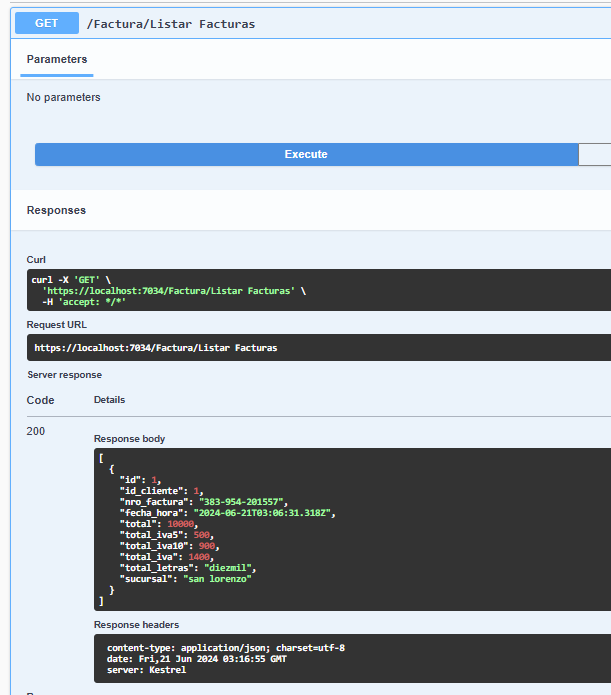 GET /Factura/Listar Facturas
Parameters
No parameters
Execute
Responses
Curl
curl -X 'GET' \
  'https://localhost:7034/Factura/Listar Facturas' \
  -H 'accept: */*'
Request URL
https://localhost:7034/Factura/Listar Facturas
Server response
Code Details
200
Response body
[
  {
    "id": 1,
    "id_cliente": 1,
    "nro_factura": "383-954-201557",
    "fecha_hora": "2024-06-21T03:06:31.318Z",
    "total": 10000,
    "total_iva5": 500,
    "total_iva10": 900,
    "total_iva": 1400,
    "total_letras": "diezmil",
    "sucursal": "san lorenzo"
  }
]
Response headers
content-type: application/json; charset=utf-8
date: Fri,21 Jun 2024 03:16:55 GMT
server: Kestrel